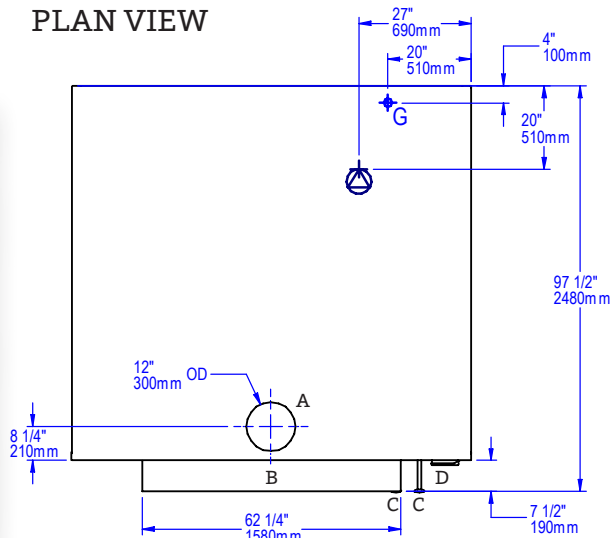 PLAN VIEW
27"
690mm
20"
510mm
4"
100mm
G
20"
510mm
97 1/2"
2480mm
12"
300mm OD
A
8 1/4"
210mm
B
D
C C
62 1/4"
1580mm
7 1/2"
190mm